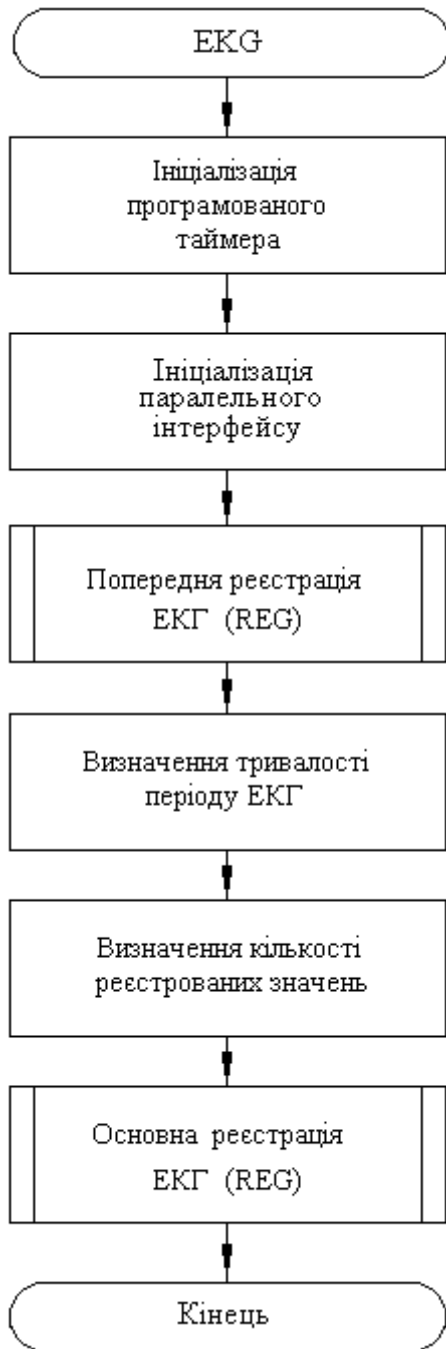 EKG
Ініціалізація
програмованого
таймера
Ініціалізація
паралельного
інтерфейсу
Попередня реєстрація
ЕКГ (REG)
Визначення тривалості
періоду ЕКГ
Визначення кількості
реєстрованих значень
Основна реєстрація
ЕКГ (REG)
Кінець